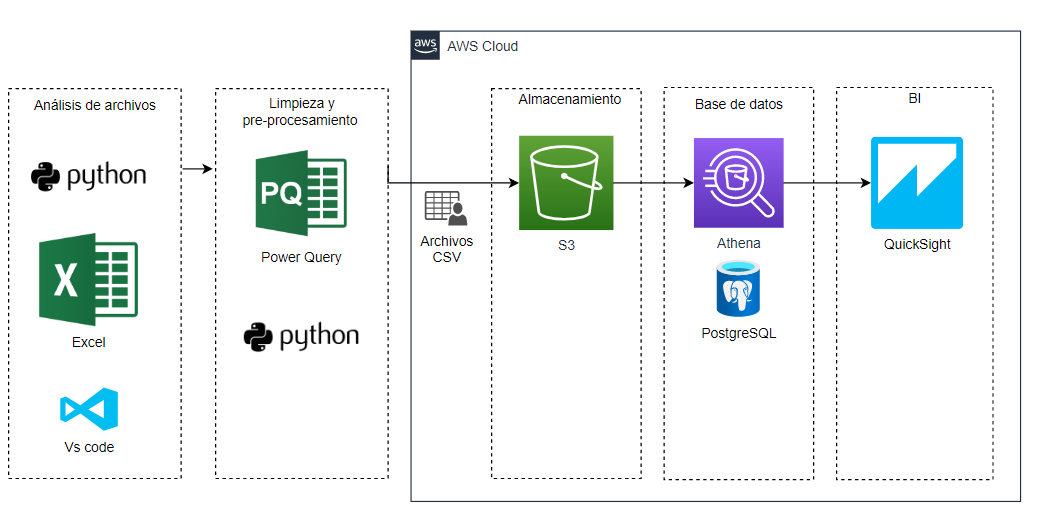 aws
AWS Cloud
Análisis de archivos
python
X
Excel
Vs code
Limpieza y
pre-procesamiento
PQ
Power Query
python
Archivos
CSV
Almacenamiento
S3
Base de datos
Athena
PostgreSQL
BI
QuickSight